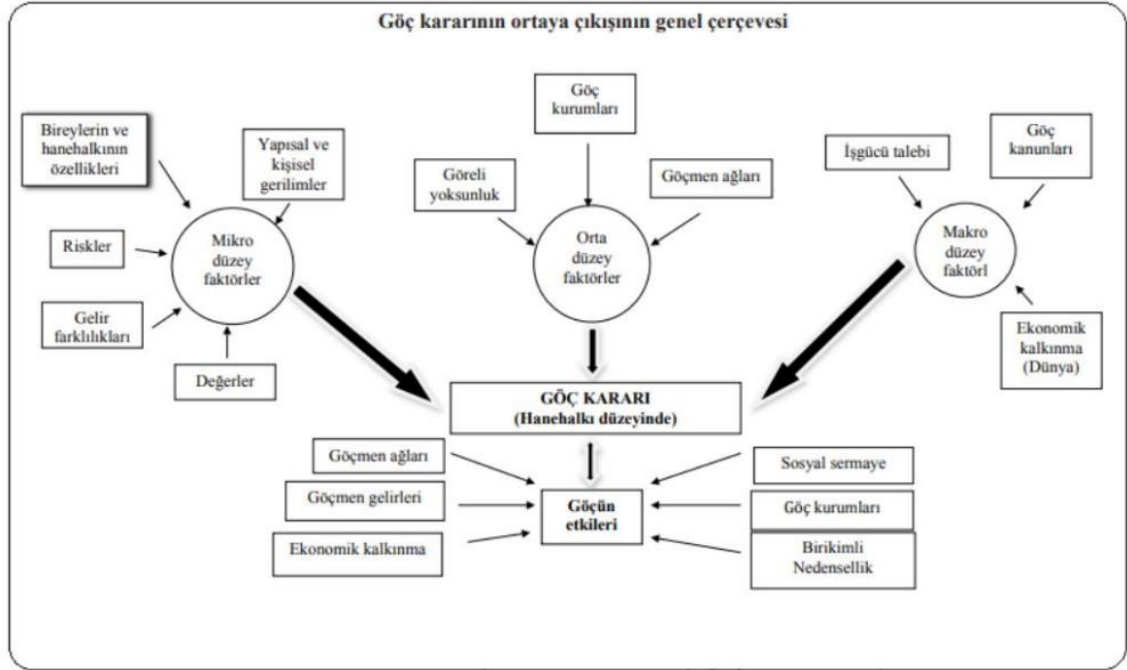 Göç kararının ortaya çıkışının genel çerçevesi
Bireylerin ve
hanehalkının
özellikleri
Yapısal ve
kişisel
gerilimler
Riskler
Gelir
farklılıkları
Değerler
Mikro
düzey
faktörler
Göç
kurumları
Göreli
yoksunluk
Göçmen ağları
Orta
düzey
faktörler
İşgücü talebi
Göç
kanunları
Makro
düzey
faktörl
Ekonomik
kalkınma
(Dünya)
GÖÇ KARARI
(Hanehalkı düzeyinde)
Göçmen ağları
Göçmen gelirleri
Ekonomik kalkınma
Göçün
etkileri
Sosyal sermaye
Göç kurumları
Birikimli
Nedensellik